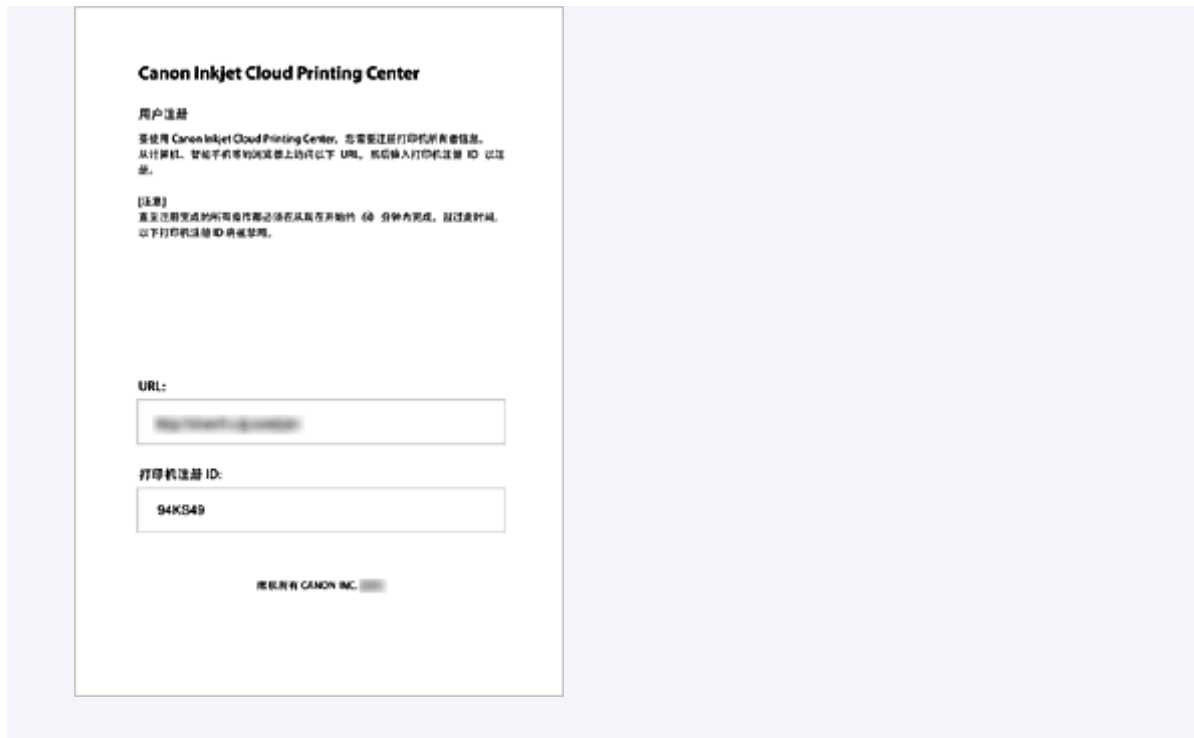 Canon Inkjet Cloud Printing Center
用户注册
要使用 Canon Inkjet Cloud Printing Center，您需要注册打印机所有者信息。
从计算机、智能手机等的浏览器上访问以下 URL，然后输入打印机注册 ID 以注
册。
[注意]
直至注册完成的所有操作都必须在从现在开始约 60 分钟内完成。超过此时间，
以下打印机注册 ID 将被禁用。
URL:
打印机注册 ID:
94KS49
版权所有 CANON INC.